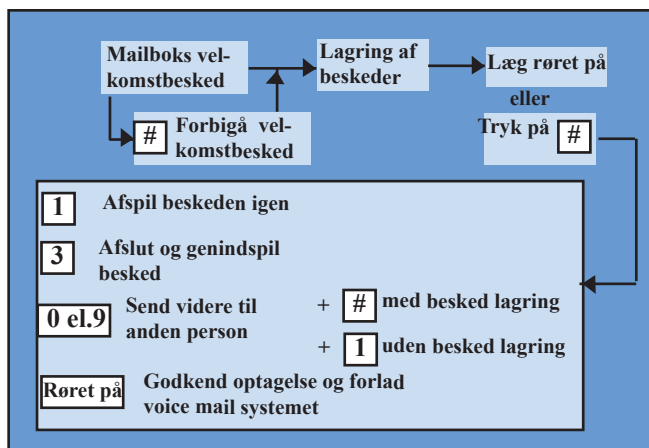 Mailboks vel-
komstbesked
Lagring af
beskeder
Læg røret på
eller
# Forbigå vel-
komstbesked
Tryk på #
1 Afspil beskeden igen
3 Afslut og genindspil
besked
0 el.9 Send videre til
anden person
+ # med besked lagring
+ 1 uden besked lagring
Røret på Godkend optagelse og forlad
voice mail systemet